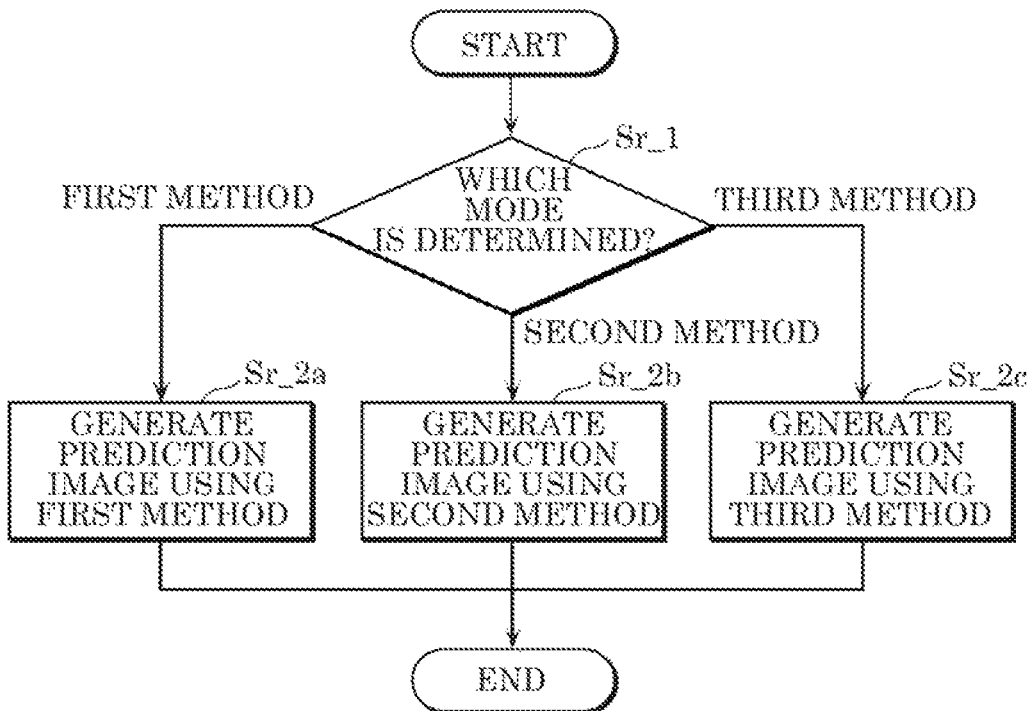 START
Sr_1
WHICH
MODE
IS DETERMINED?
FIRST METHOD
THIRD METHOD
SECOND METHOD
Sr_2a
GENERATE
PREDICTION
IMAGE USING
FIRST METHOD
Sr_2b
GENERATE
PREDICTION
IMAGE USING
SECOND METHOD
Sr_2c
GENERATE
PREDICTION
IMAGE USING
THIRD METHOD
END